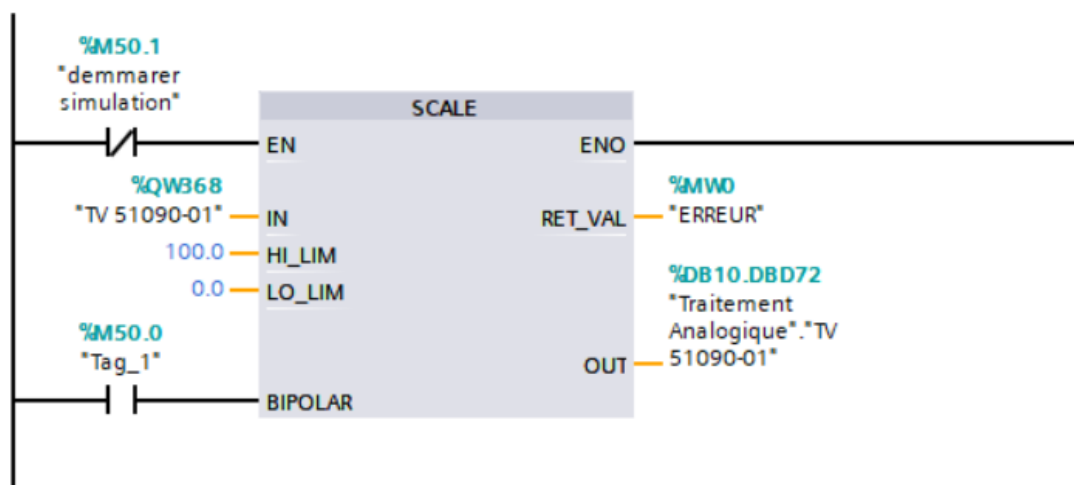 %M50.1
"demmarer
simulation"
SCALE
EN
ENO
%QW368
"TV 51090-01"
IN
%MW0
"ERREUR"
RET_VAL
100.0
HI_LIM
0.0
LO_LIM
%DB10.DBD72
"Traitement
Analogique"."TV
51090-01"
OUT
%M50.0
"Tag_1"
BIPOLAR